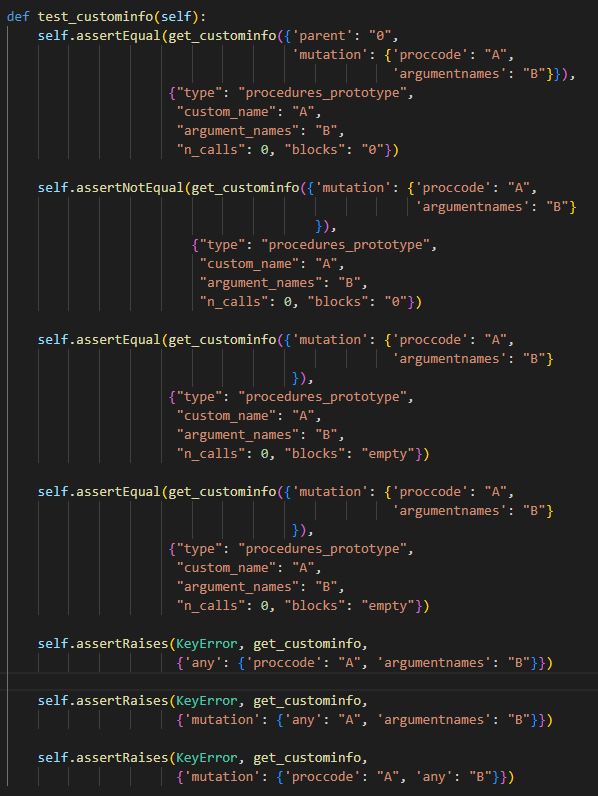 def test_custominfo(self):
    self.assertEqual(get_custominfo({'parent': "0",
                                     'mutation': {'proccode': "A",
                                                  'argumentnames': "B"}}),
                     {"type": "procedures_prototype",
                      "custom_name": "A",
                      "argument_names": "B",
                      "n_calls": 0, "blocks": "0"})

    self.assertNotEqual(get_custominfo({'mutation': {'proccode': "A",
                                                     'argumentnames': "B"}
                                        }),
                        {"type": "procedures_prototype",
                         "custom_name": "A",
                         "argument_names": "B",
                         "n_calls": 0, "blocks": "0"})

    self.assertEqual(get_custominfo({'mutation': {'proccode': "A",
                                                  'argumentnames': "B"}
                                     }),
                     {"type": "procedures_prototype",
                      "custom_name": "A",
                      "argument_names": "B",
                      "n_calls": 0, "blocks": "empty"})

    self.assertEqual(get_custominfo({'mutation': {'proccode': "A",
                                                  'argumentnames': "B"}
                                     }),
                     {"type": "procedures_prototype",
                      "custom_name": "A",
                      "argument_names": "B",
                      "n_calls": 0, "blocks": "empty"})

    self.assertRaises(KeyError, get_custominfo,
                      {'any': {'proccode': "A", 'argumentnames': "B"}})

    self.assertRaises(KeyError, get_custominfo,
                      {'mutation': {'any': "A", 'argumentnames': "B"}})

    self.assertRaises(KeyError, get_custominfo,
                      {'mutation': {'proccode': "A", 'any': "B"}})